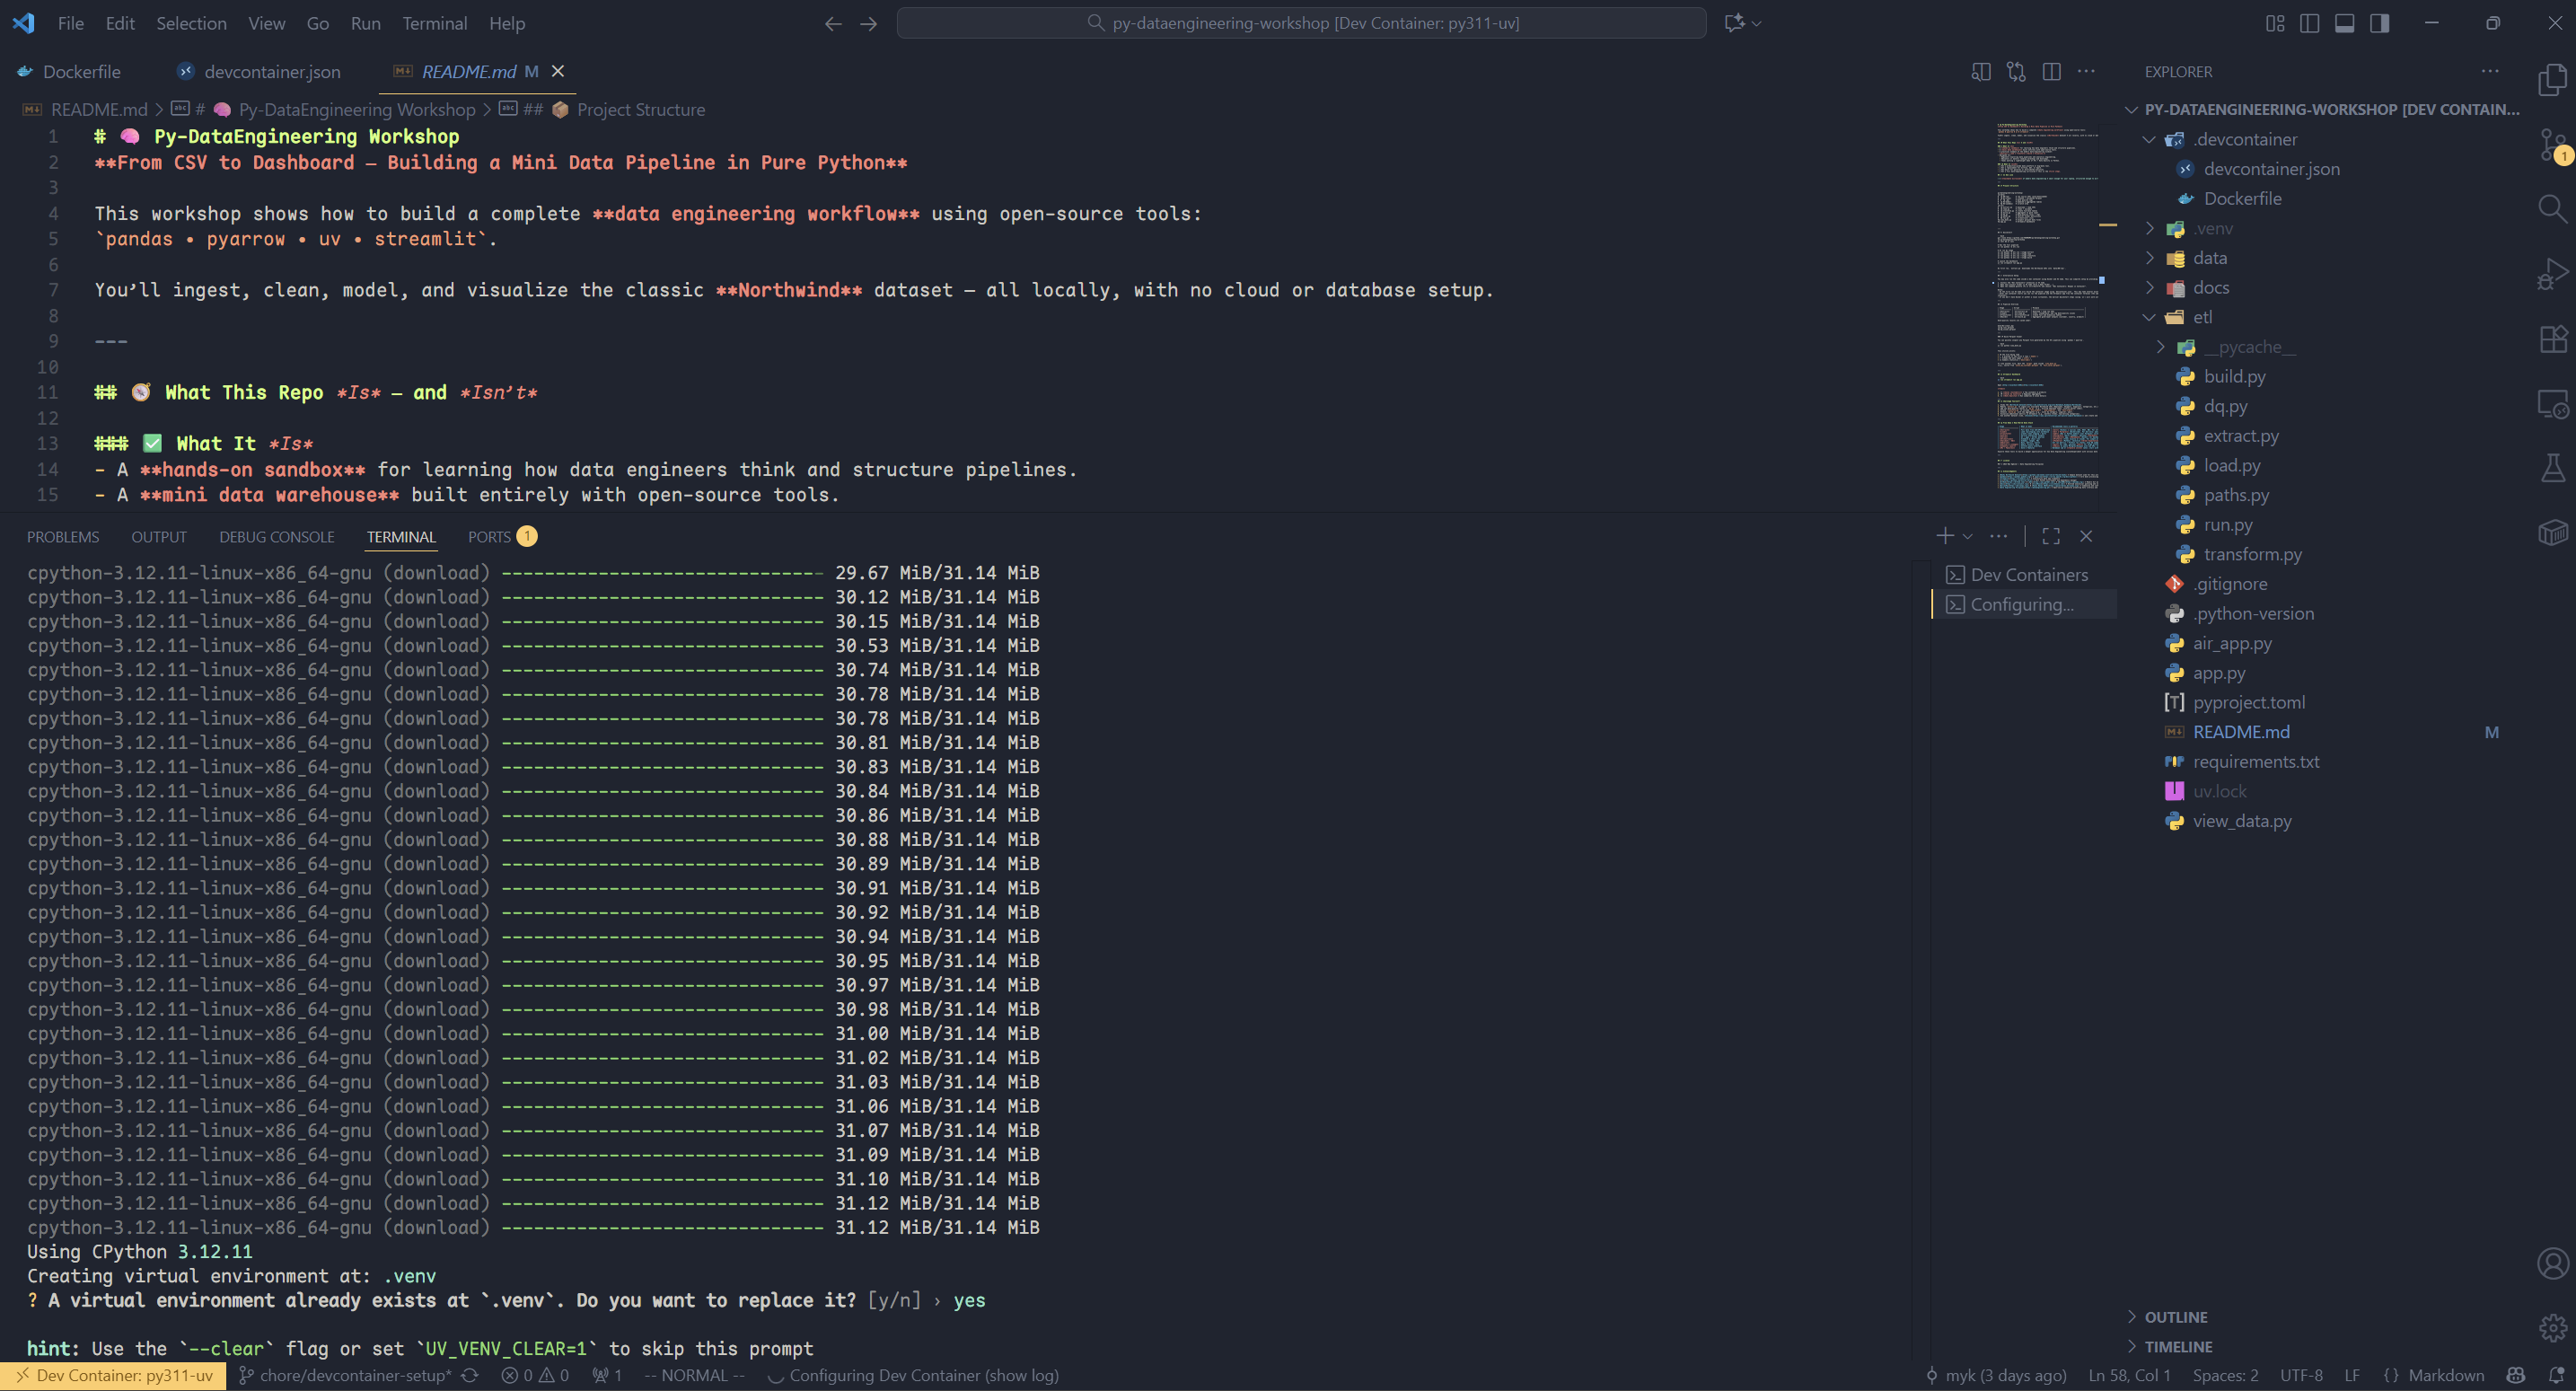 File Edit Selection View Go Run Terminal Help
py-dataengineering-workshop [Dev Container: py311-uv]
Dockerfile
devcontainer.json
README.md M
README.md > # 🧠 Py-DataEngineering Workshop > ## 📦 Project Structure
1 # 🧠 Py-DataEngineering Workshop
2 **From CSV to Dashboard – Building a Mini Data Pipeline in Pure Python**
3
4 This workshop shows how to build a complete **data engineering workflow** using open-source tools:
5 `pandas • pyarrow • uv • streamlit`.
6
7 You’ll ingest, clean, model, and visualize the classic **Northwind** dataset – all locally, with no cloud or database setup.
8
9 ---
10
11 ## 🧭 What This Repo *Is* – and *Isn’t*
12
13 ### ✅ What It *Is*
14 - A **hands-on sandbox** for learning how data engineers think and structure pipelines.
15 - A **mini data warehouse** built entirely with open-source tools.
PROBLEMS OUTPUT DEBUG CONSOLE TERMINAL PORTS 1
cpython-3.12.11-linux-x86_64-gnu (download) ------------------------------ 29.67 MiB/31.14 MiB
cpython-3.12.11-linux-x86_64-gnu (download) ------------------------------ 30.12 MiB/31.14 MiB
cpython-3.12.11-linux-x86_64-gnu (download) ------------------------------ 30.15 MiB/31.14 MiB
cpython-3.12.11-linux-x86_64-gnu (download) ------------------------------ 30.53 MiB/31.14 MiB
cpython-3.12.11-linux-x86_64-gnu (download) ------------------------------ 30.74 MiB/31.14 MiB
cpython-3.12.11-linux-x86_64-gnu (download) ------------------------------ 30.78 MiB/31.14 MiB
cpython-3.12.11-linux-x86_64-gnu (download) ------------------------------ 30.78 MiB/31.14 MiB
cpython-3.12.11-linux-x86_64-gnu (download) ------------------------------ 30.81 MiB/31.14 MiB
cpython-3.12.11-linux-x86_64-gnu (download) ------------------------------ 30.83 MiB/31.14 MiB
cpython-3.12.11-linux-x86_64-gnu (download) ------------------------------ 30.84 MiB/31.14 MiB
cpython-3.12.11-linux-x86_64-gnu (download) ------------------------------ 30.86 MiB/31.14 MiB
cpython-3.12.11-linux-x86_64-gnu (download) ------------------------------ 30.88 MiB/31.14 MiB
cpython-3.12.11-linux-x86_64-gnu (download) ------------------------------ 30.89 MiB/31.14 MiB
cpython-3.12.11-linux-x86_64-gnu (download) ------------------------------ 30.91 MiB/31.14 MiB
cpython-3.12.11-linux-x86_64-gnu (download) ------------------------------ 30.92 MiB/31.14 MiB
cpython-3.12.11-linux-x86_64-gnu (download) ------------------------------ 30.94 MiB/31.14 MiB
cpython-3.12.11-linux-x86_64-gnu (download) ------------------------------ 30.95 MiB/31.14 MiB
cpython-3.12.11-linux-x86_64-gnu (download) ------------------------------ 30.97 MiB/31.14 MiB
cpython-3.12.11-linux-x86_64-gnu (download) ------------------------------ 30.98 MiB/31.14 MiB
cpython-3.12.11-linux-x86_64-gnu (download) ------------------------------ 31.00 MiB/31.14 MiB
cpython-3.12.11-linux-x86_64-gnu (download) ------------------------------ 31.02 MiB/31.14 MiB
cpython-3.12.11-linux-x86_64-gnu (download) ------------------------------ 31.03 MiB/31.14 MiB
cpython-3.12.11-linux-x86_64-gnu (download) ------------------------------ 31.06 MiB/31.14 MiB
cpython-3.12.11-linux-x86_64-gnu (download) ------------------------------ 31.07 MiB/31.14 MiB
cpython-3.12.11-linux-x86_64-gnu (download) ------------------------------ 31.09 MiB/31.14 MiB
cpython-3.12.11-linux-x86_64-gnu (download) ------------------------------ 31.10 MiB/31.14 MiB
cpython-3.12.11-linux-x86_64-gnu (download) ------------------------------ 31.12 MiB/31.14 MiB
cpython-3.12.11-linux-x86_64-gnu (download) ------------------------------ 31.12 MiB/31.14 MiB
Using CPython 3.12.11
Creating virtual environment at: .venv
? A virtual environment already exists at `.venv`. Do you want to replace it? [y/n] › yes

hint: Use the `--clear` flag or set `UV_VENV_CLEAR=1` to skip this prompt
Dev Containers
Configuring...
EXPLORER
PY-DATAENGINEERING-WORKSHOP [DEV CONTAIN...
.devcontainer
devcontainer.json
Dockerfile
.venv
data
docs
etl
__pycache__
build.py
dq.py
extract.py
load.py
paths.py
run.py
transform.py
.gitignore
.python-version
air_app.py
app.py
pyproject.toml
README.md M
requirements.txt
uv.lock
view_data.py
OUTLINE
TIMELINE
1
Dev Container: py311-uv chore/devcontainer-setup* 0 0 1 -- NORMAL -- Configuring Dev Container (show log) myk (3 days ago) Ln 58, Col 1 Spaces: 2 UTF-8 LF {} Markdown